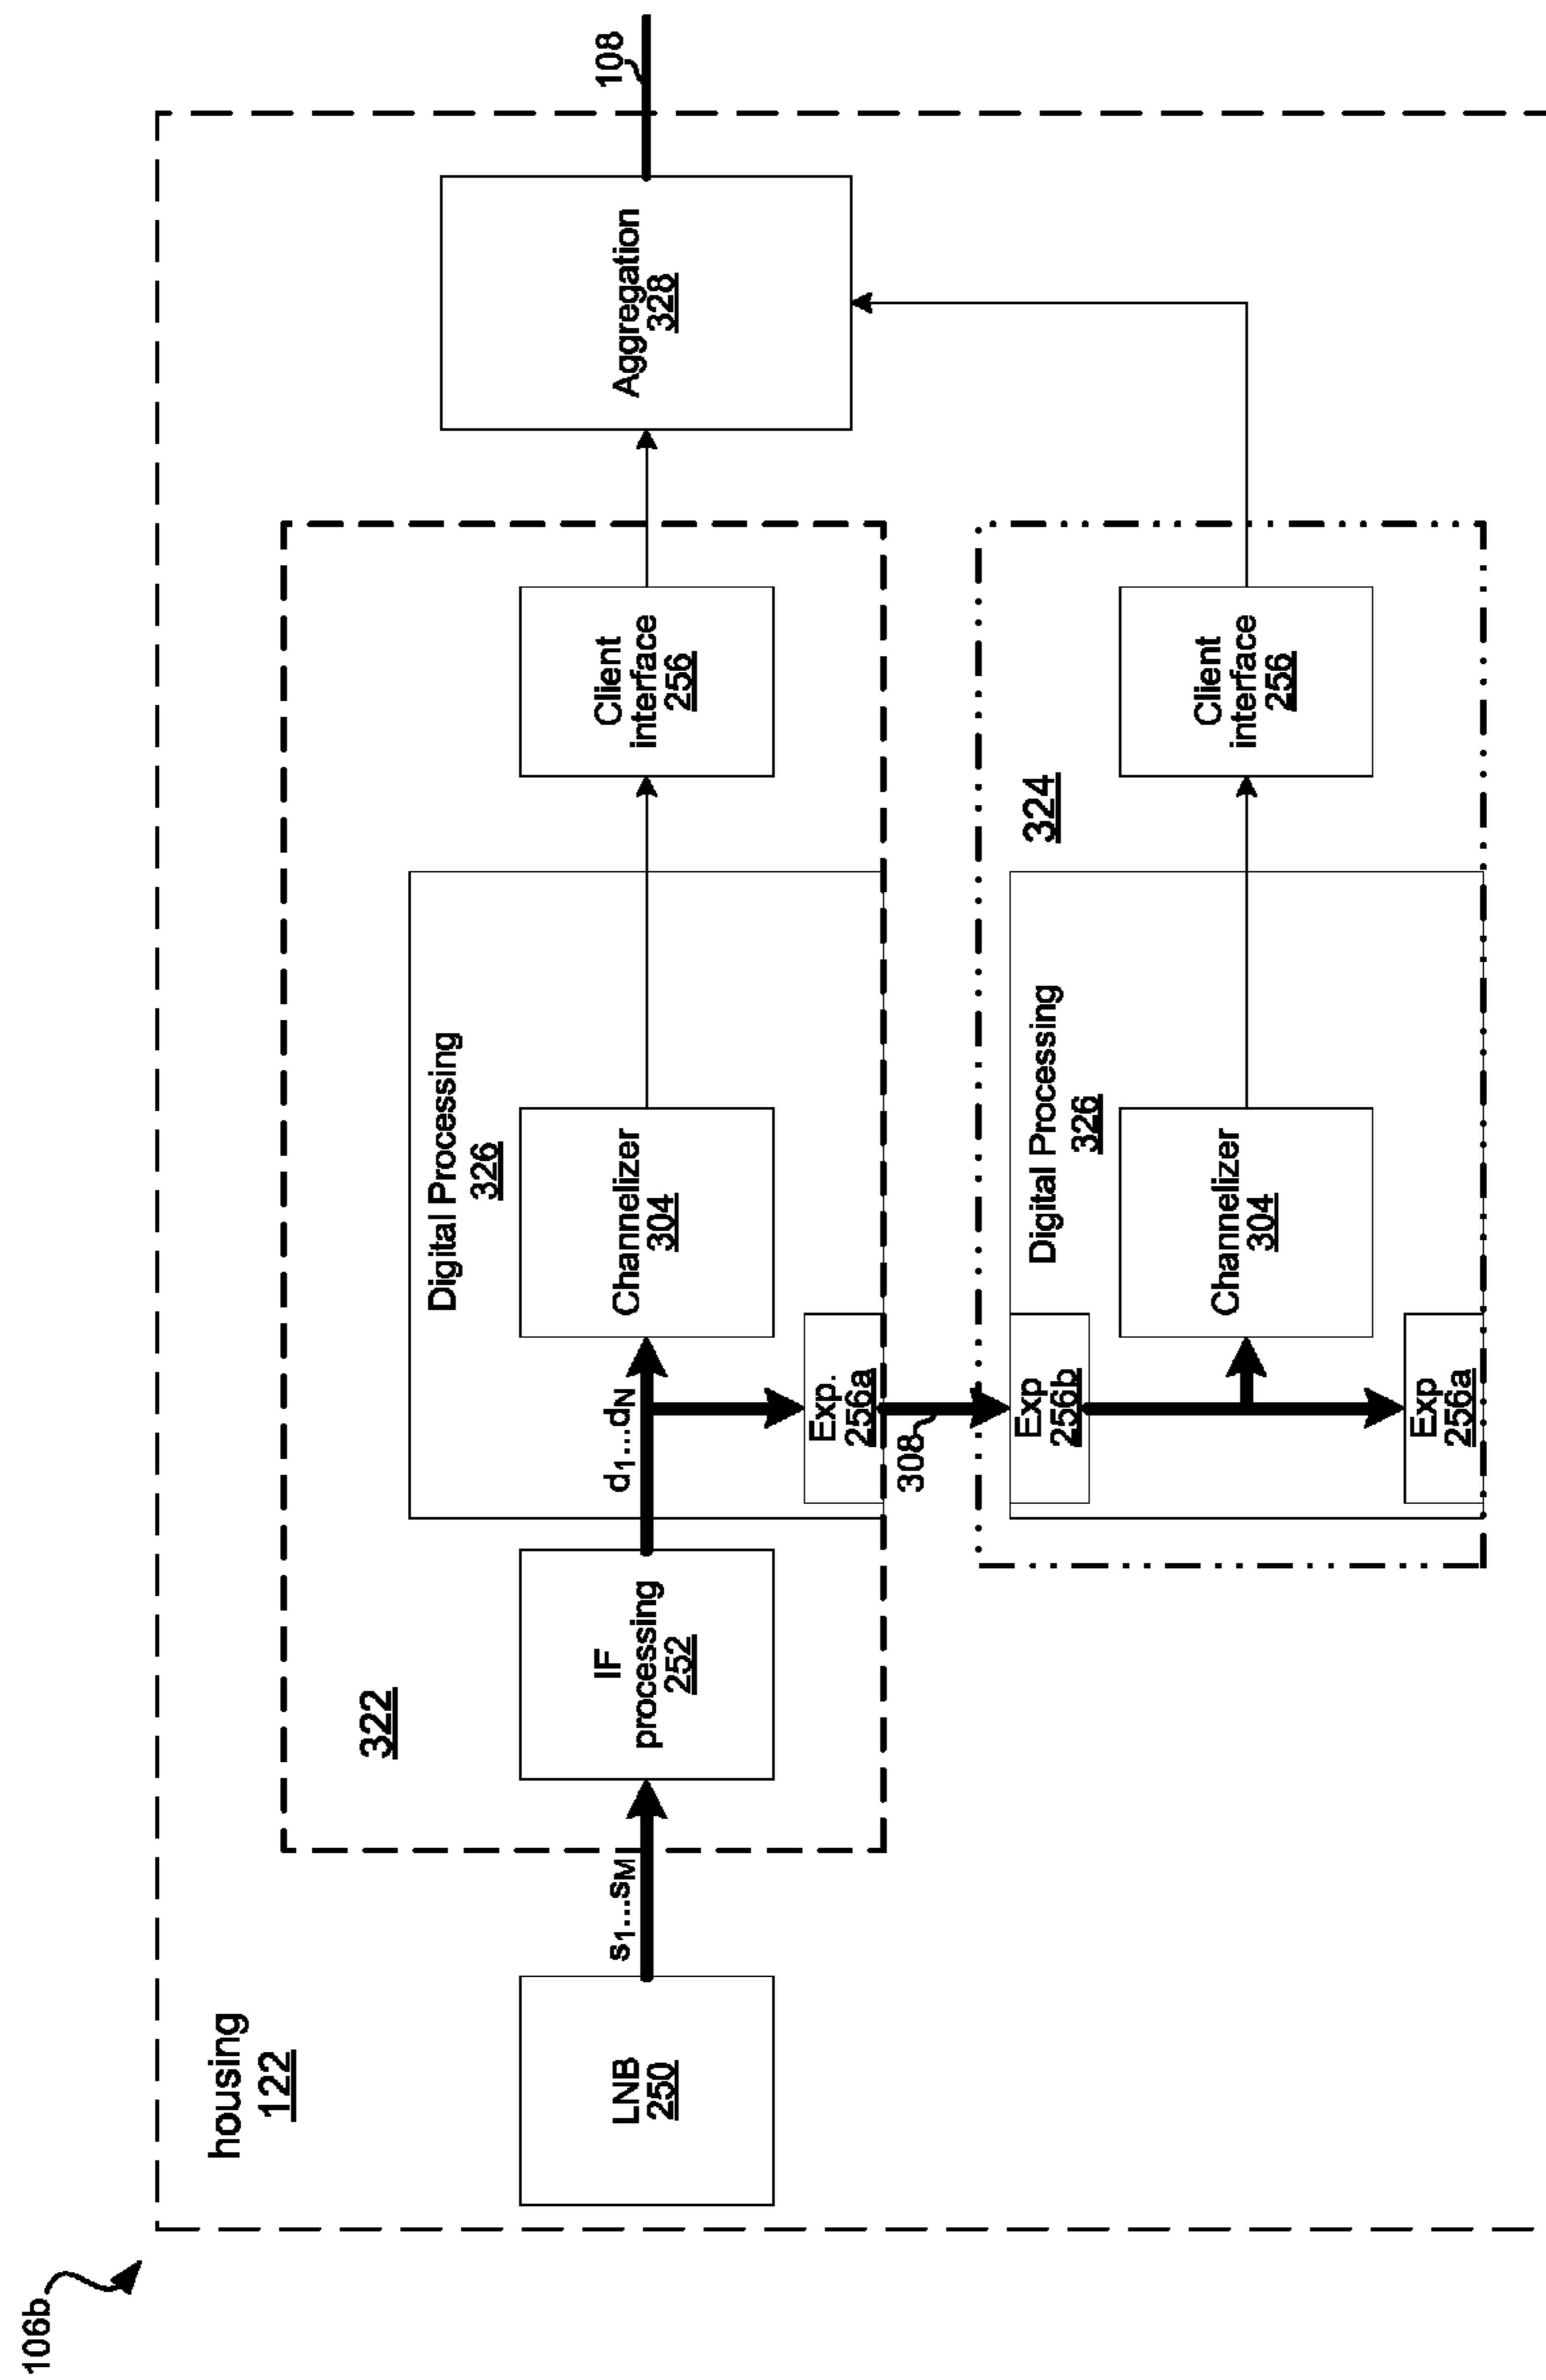 106b
housing
122
LNB
250
s1...sM
322
IF
processing
252
d1...dN
Digital Processing
326
Channelizer
304
Exp.
256a
Client
interface
256
Aggregation
328
108
308
324
Exp
256b
Digital Processing
326
Channelizer
304
Exp
256a
Client
interface
256